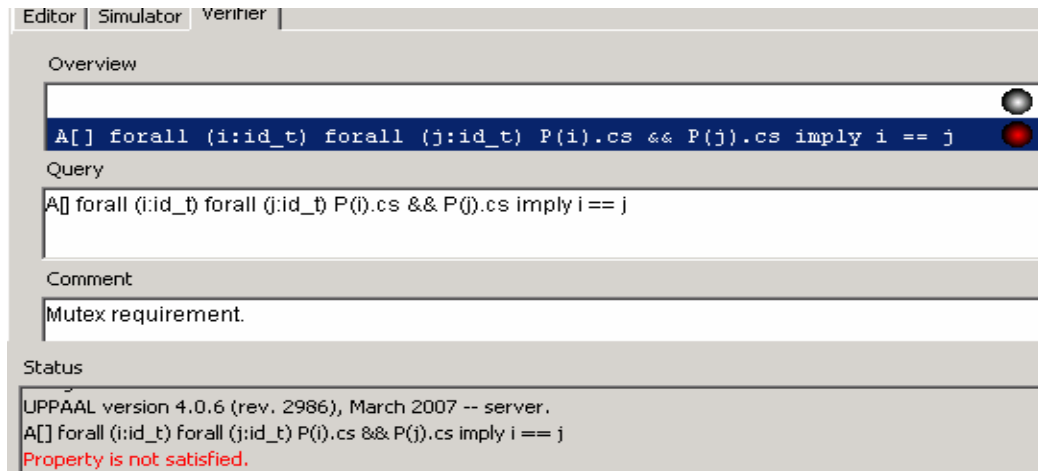 Editor Simulator Verifier
Overview
A[] forall (i:id_t) forall (j:id_t) P(i).cs && P(j).cs imply i == j
Query
A[] forall (i:id_t) forall (j:id_t) P(i).cs && P(j).cs imply i == j
Comment
Mutex requirement.
Status
UPPAAL version 4.0.6 (rev. 2986), March 2007 -- server.
A[] forall (i:id_t) forall (j:id_t) P(i).cs && P(j).cs imply i == j
Property is not satisfied.